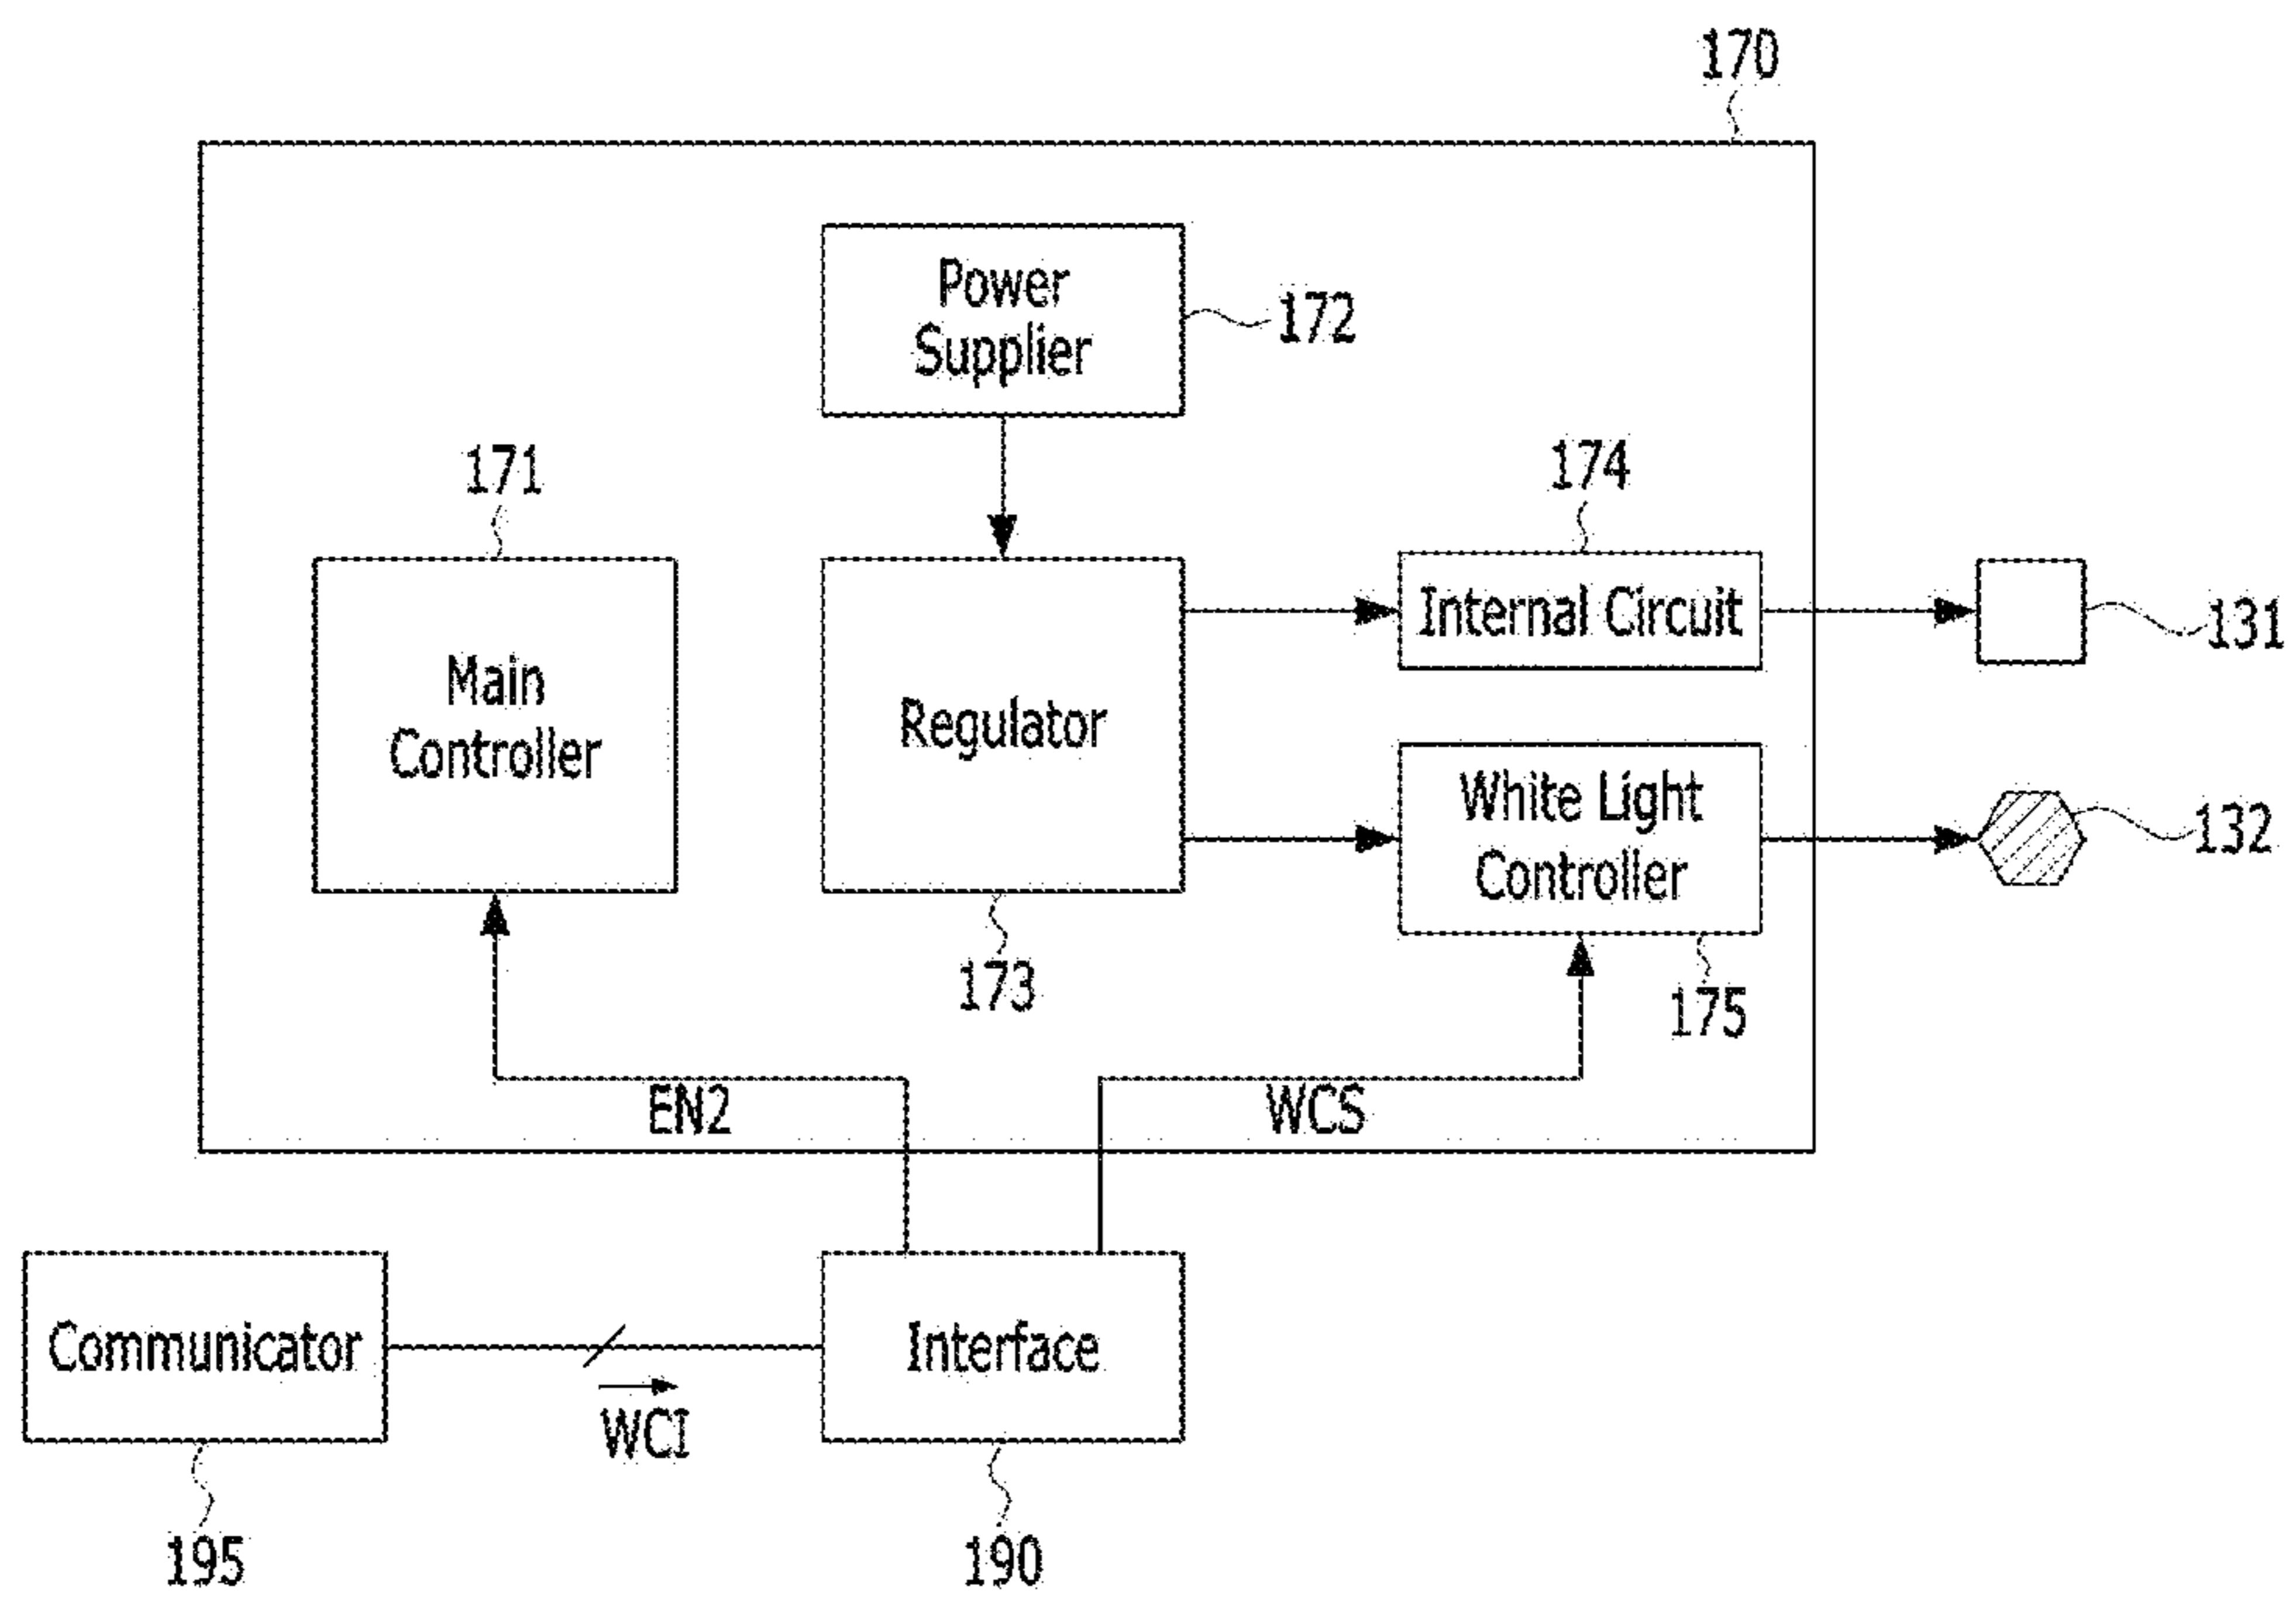 170
Power
Supplier
172
171
174
Main
Controller
Regulator
Internal Circuit
131
White Light
Controller
132
173
175
EN2
WCS
Communicator
Interface
WCI
195
190